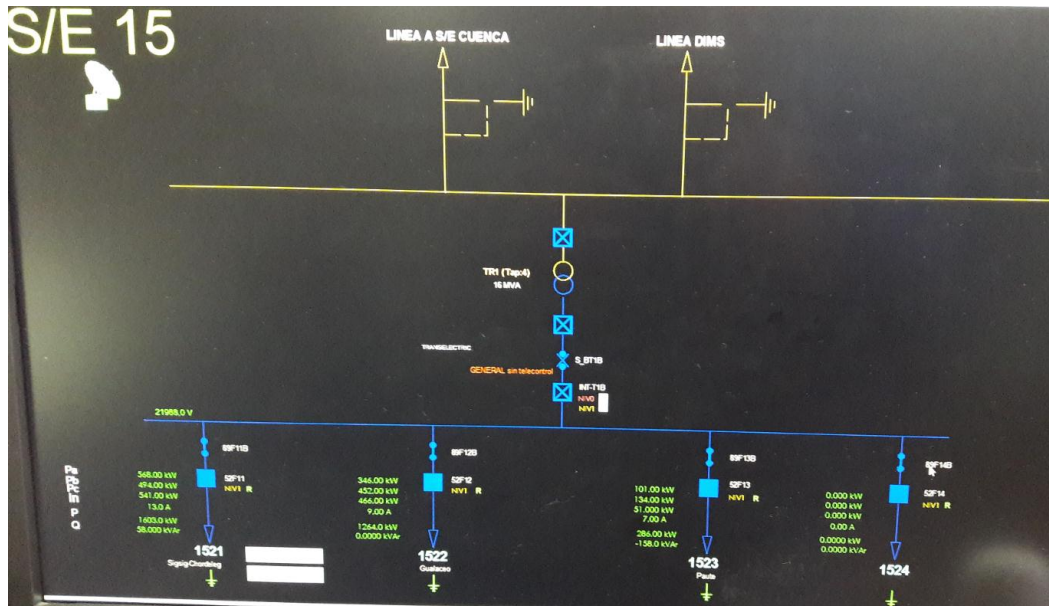 S/E 15
LINEA A S/E CUENCA
LINEA DIMS
TR1 (Tap:4)
16 MVA
TRANSELECTRIC
S_BT1B
GENERAL sin telecontrol
INT-T1B
NIV0
NIV1
21988,0 V
Pa
Pb
Pc
In
P
Q
89F11B
568.00 kW
494.00 kW
541.00 kW
13.0 A
1603.0 kW
58.000 kVAr
52F11
NIV1 R
1521
Sigsig-Chordeleg
89F12B
346.00 kW
452.00 kW
466.00 kW
9.00 A
1264.0 kW
0.0000 kVAr
52F12
NIV1 R
1522
Gualaceo
89F13B
101.00 kW
134.00 kW
51.000 kW
7.00 A
286.00 kW
-158.0 kVAr
52F13
NIV1 R
1523
Paute
89F14B
0.000 kW
0.000 kW
0.000 kW
0.00 A
0.0000 kW
0.0000 kVAr
52F14
NIV1 R
1524